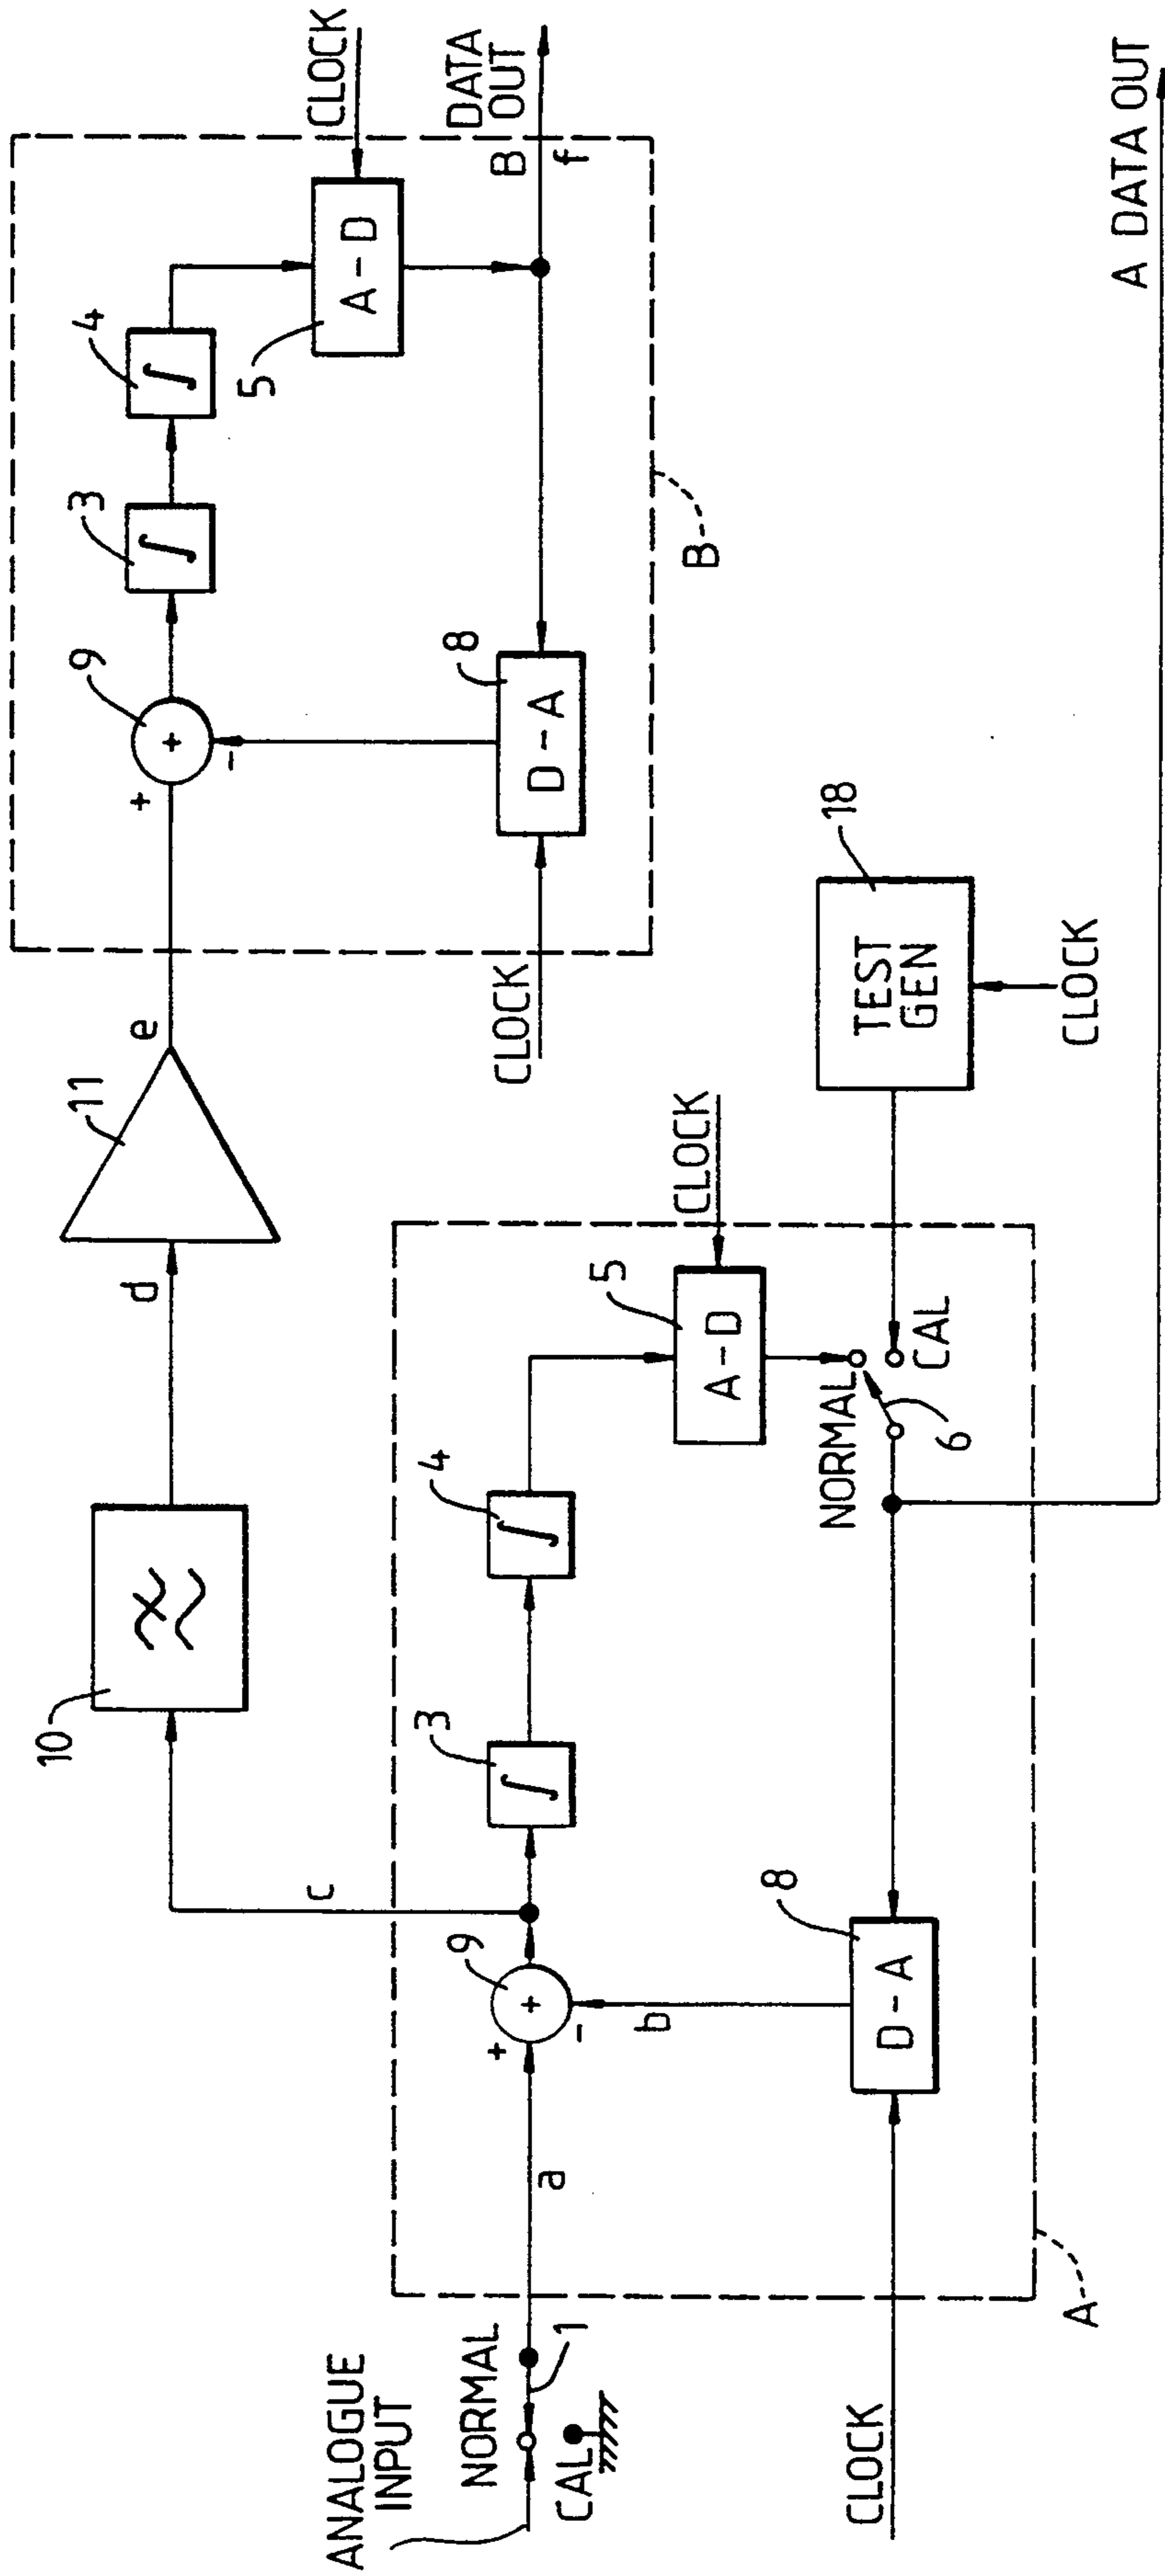 10
d
11
e
c
+
9
+
-
3
∫
4
∫
5
A - D
CLOCK
8
D - A
CLOCK
B
DATA
OUT
f
B
ANALOGUE
INPUT
NORMAL
CAL
1
a
+
9
+
-
b
3
∫
4
∫
5
A - D
CLOCK
NORMAL
CAL
6
8
D - A
CLOCK
A
TEST
GEN
18
CLOCK
A DATA OUT